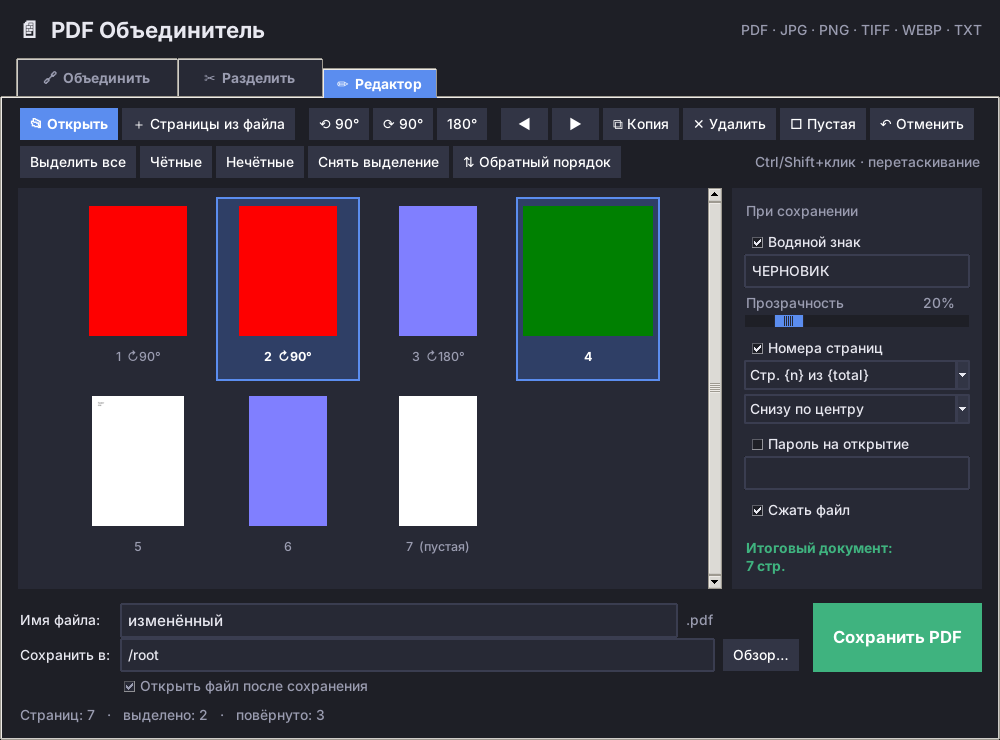 PDF Объединитель
PDF · JPG · PNG · TIFF · WEBP · TXT
Объединить
Разделить
Редактор
Открыть
+ Страницы из файла
⟲ 90°
⟳ 90°
180°
◀
▶
Копия
✕ Удалить
Пустая
↶ Отменить
Выделить все
Чётные
Нечётные
Снять выделение
⇅ Обратный порядок
Ctrl/Shift+клик · перетаскивание
1 ↻90°
2 ↻90°
3 ↻180°
4
5
6
7 (пустая)
При сохранении
Водяной знак
ЧЕРНОВИК
Прозрачность
20%
Номера страниц
Стр. {n} из {total}
Снизу по центру
Пароль на открытие
Сжать файл
Итоговый документ:
7 стр.
Имя файла:
изменённый
.pdf
Сохранить в:
/root
Обзор...
Сохранить PDF
Открыть файл после сохранения
Страниц: 7 · выделено: 2 · повёрнуто: 3